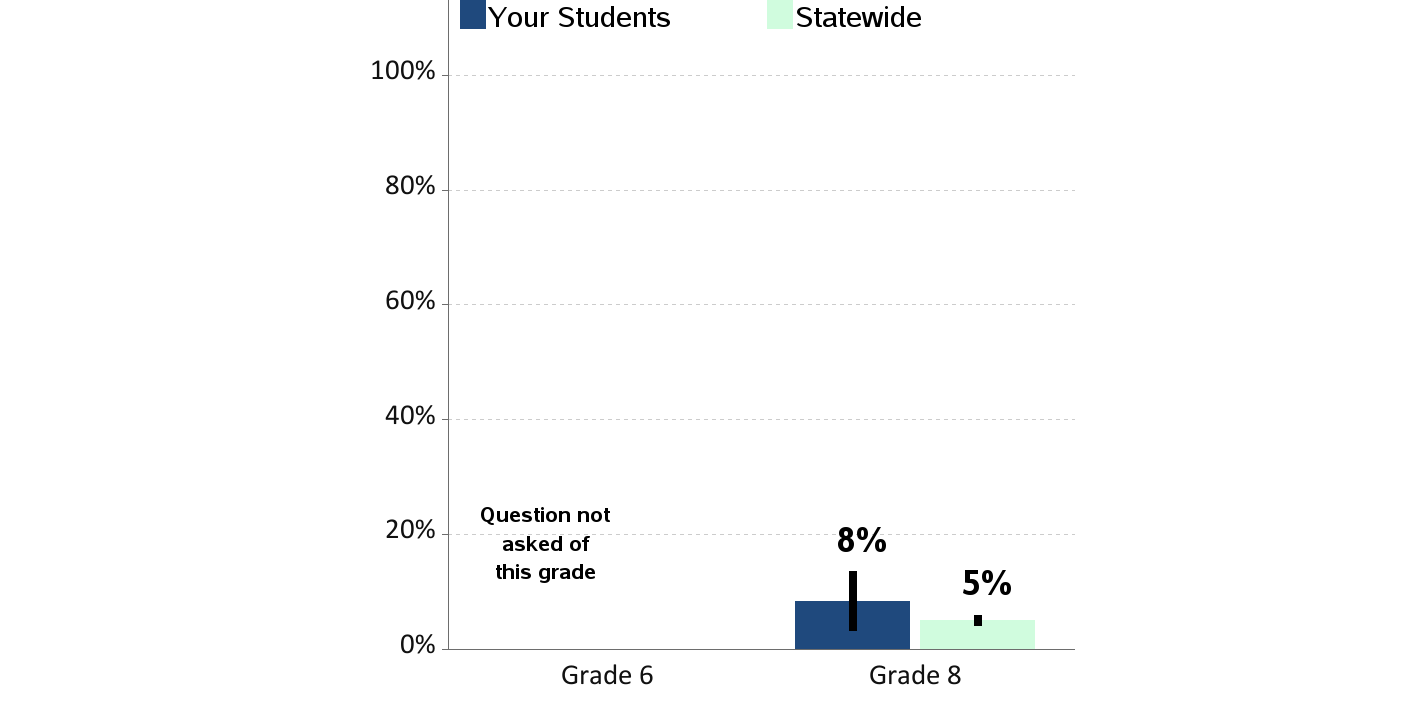 Your Students Statewide
100%
80%
60%
40%
Question not
20%
asked of
8%
this grade
5%
0%
Grade 6 Grade 8